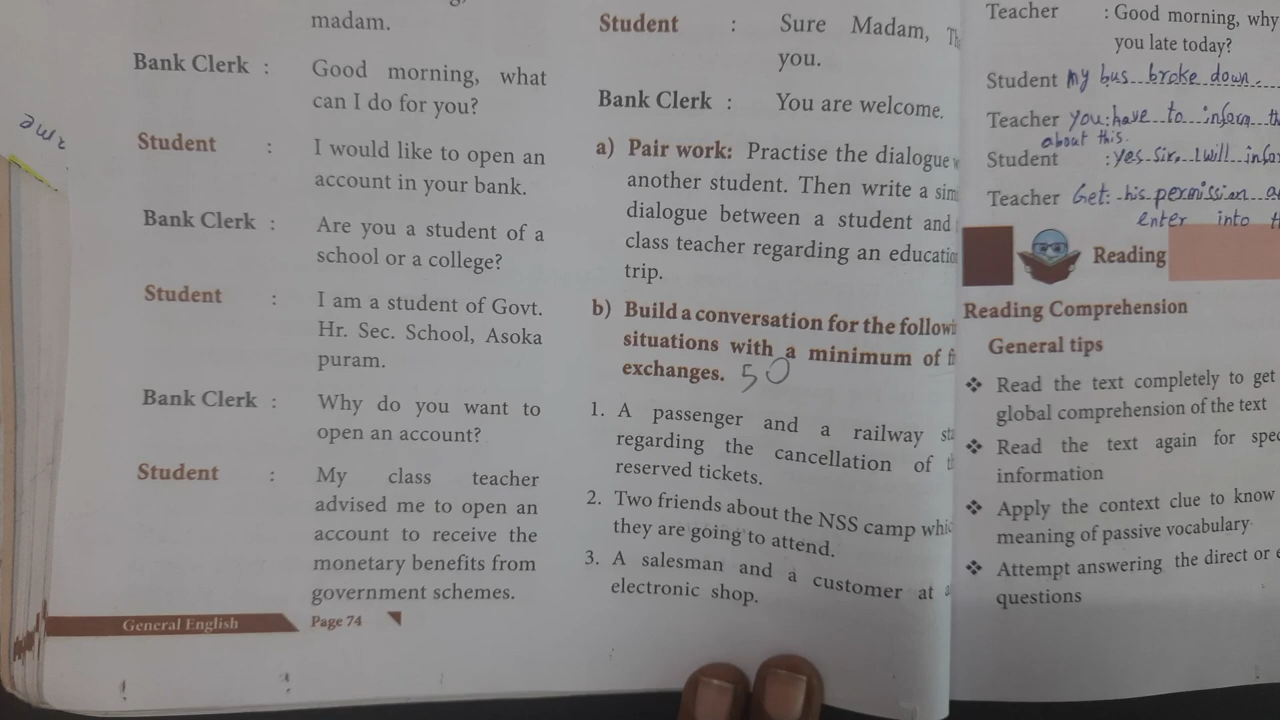 madam.
Bank Clerk : Good morning, what
can I do for you?
Student : I would like to open an
account in your bank.
Bank Clerk : Are you a student of a
school or a college?
Student : I am a student of Govt.
Hr. Sec. School, Asoka
puram.
Bank Clerk : Why do you want to
open an account?
Student : My class teacher
advised me to open an
account to receive the
monetary benefits from
government schemes.
General English Page 74
Student : Sure Madam,
you.
Bank Clerk : You are welcome.
a) Pair work: Practise the dialogue
another student. Then write a
dialogue between a student and
class teacher regarding an
trip.
b) Build a conversation for the
situations with a minimum of
exchanges. 50
1. A passenger and a railway
regarding the cancellation of
reserved tickets.
2. Two friends about the NSS camp
they are going to attend.
3. A salesman and a customer at
electronic shop.
Teacher : Good morning, why
you late today?
Student My bus broke down
Teacher you have to inform
about this.
Student : yes sir, I will
Teacher Get his permission
enter into
Reading
Reading Comprehension
General tips
❖ Read the text completely to get
global comprehension of the text
❖ Read the text again for
information
❖ Apply the context clue to know
meaning of passive vocabulary
❖ Attempt answering the direct or
questions